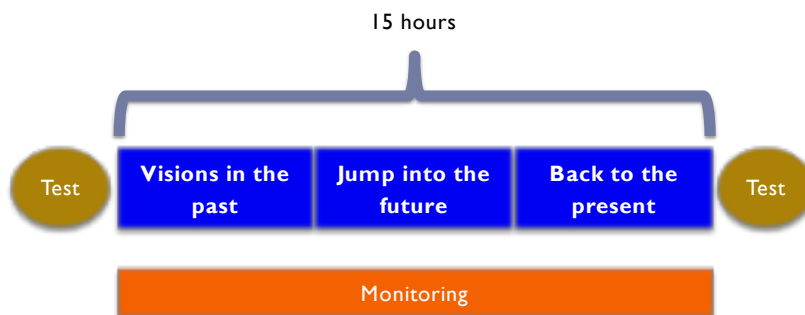 15 hours
Test
Visions in the
past
Jump into the
future
Back to the
present
Test
Monitoring